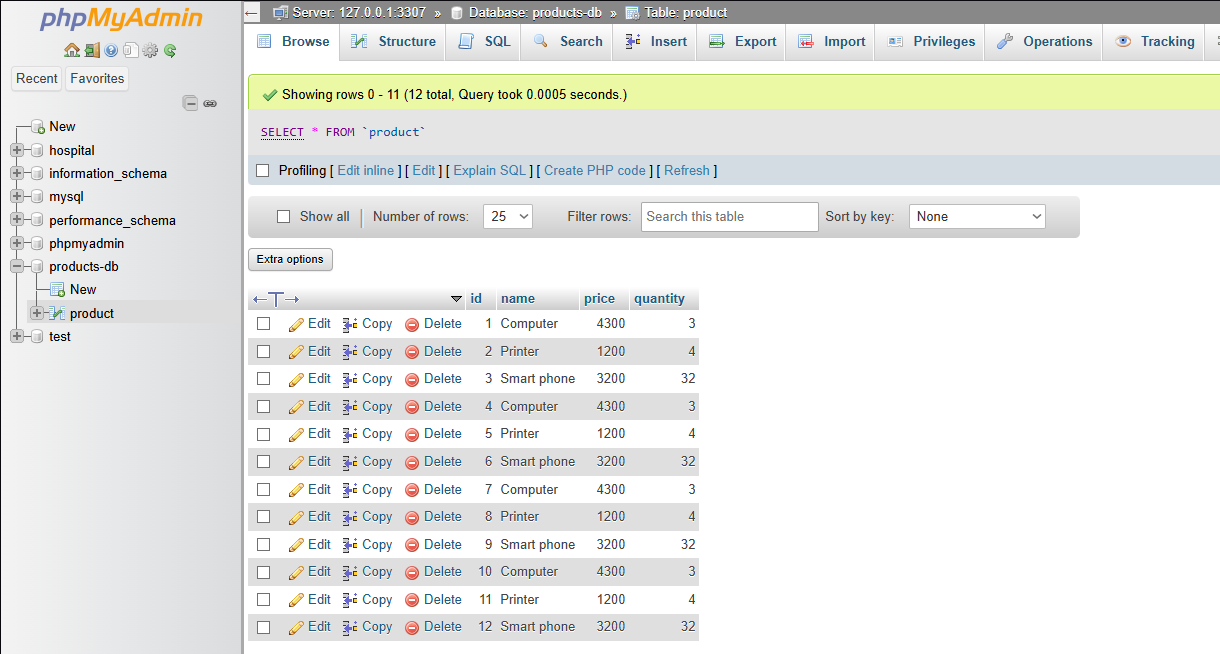 phpMyAdmin
Recent Favorites
New
hospital
information_schema
mysql
performance_schema
phpmyadmin
products-db
New
product
test
Server: 127.0.0.1:3307 » Database: products-db » Table: product
Browse Structure SQL Search Insert Export Import Privileges Operations Tracking
Showing rows 0 - 11 (12 total, Query took 0.0005 seconds.)
SELECT * FROM `product`
Profiling [ Edit inline ] [ Edit ] [ Explain SQL ] [ Create PHP code ] [ Refresh ]
Show all Number of rows: 25 Filter rows: Search this table Sort by key: None
Extra options
←T→ id name price quantity
Edit Copy Delete 1 Computer 4300 3
Edit Copy Delete 2 Printer 1200 4
Edit Copy Delete 3 Smart phone 3200 32
Edit Copy Delete 4 Computer 4300 3
Edit Copy Delete 5 Printer 1200 4
Edit Copy Delete 6 Smart phone 3200 32
Edit Copy Delete 7 Computer 4300 3
Edit Copy Delete 8 Printer 1200 4
Edit Copy Delete 9 Smart phone 3200 32
Edit Copy Delete 10 Computer 4300 3
Edit Copy Delete 11 Printer 1200 4
Edit Copy Delete 12 Smart phone 3200 32